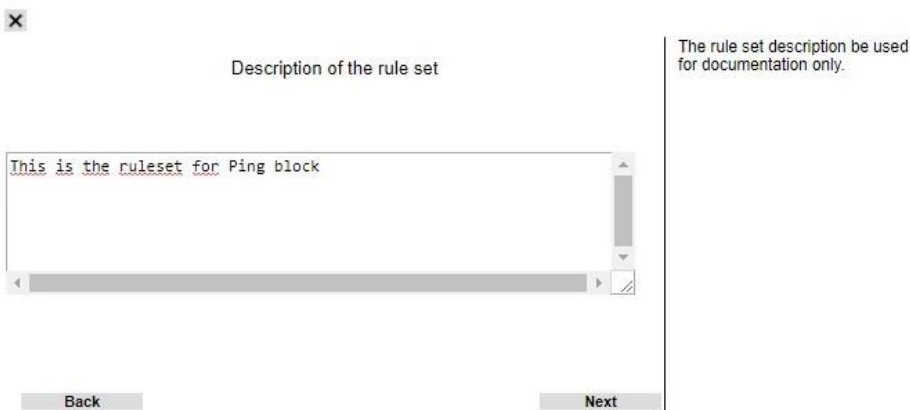 Description of the rule set
The rule set description be used
for documentation only.
This is the ruleset for Ping block
Back
Next